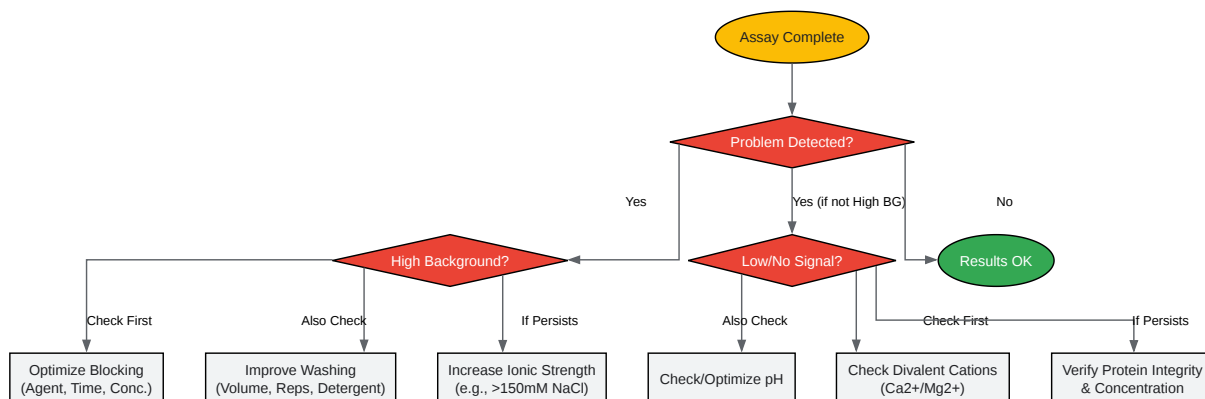 Assay Complete
Problem Detected?
Yes
Yes (if not High BG)
No
High Background?
Low/No Signal?
Results OK
Check First
Also Check
If Persists
Also Check
Check First
If Persists
Optimize Blocking
(Agent, Time, Conc.)
Improve Washing
(Volume, Reps, Detergent)
Increase Ionic Strength
(e.g., >150mM NaCl)
Check/Optimize pH
Check Divalent Cations
(Ca2+/Mg2+)
Verify Protein Integrity
& Concentration